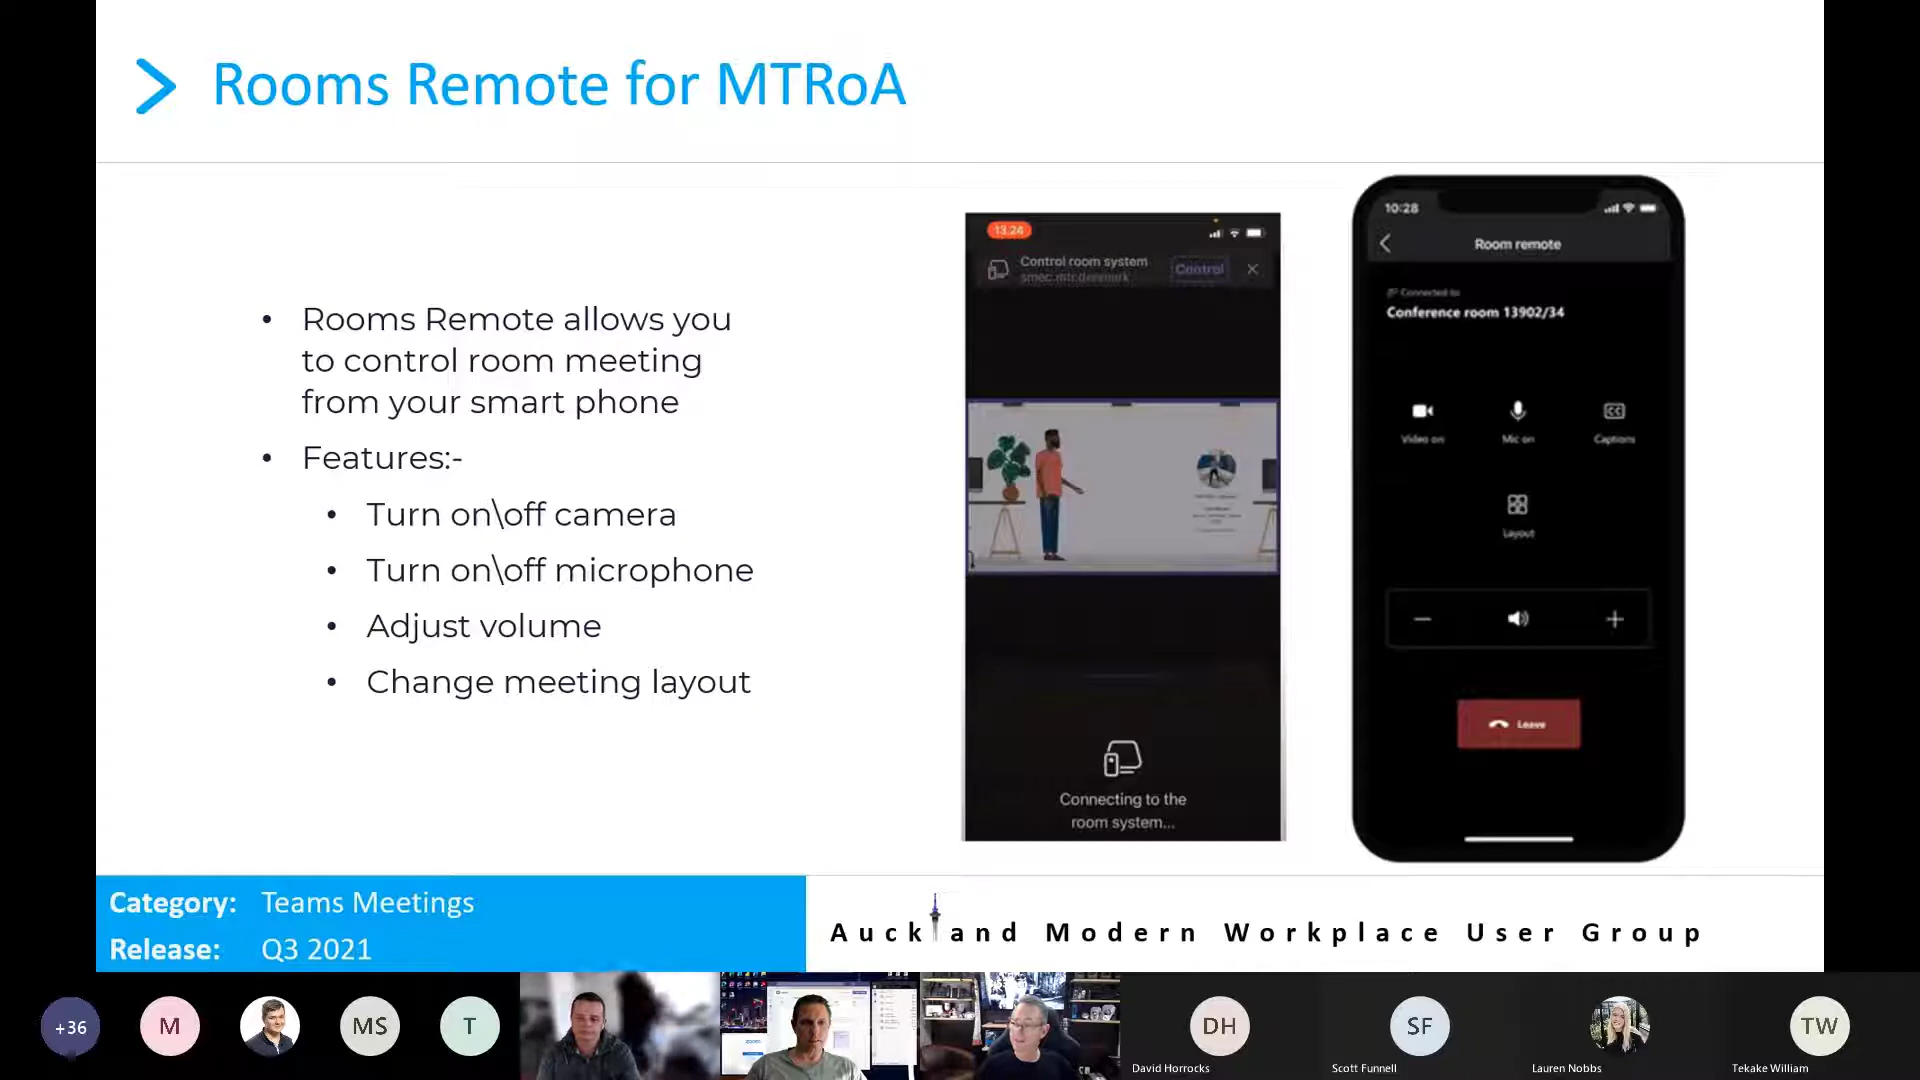 Rooms Remote for MTRoA
• Rooms Remote allows you
to control room meeting
from your smart phone
• Features:-
• Turn on\off camera
• Turn on\off microphone
• Adjust volume
• Change meeting layout
13.24
Control room system
Control
Connecting to the
room system...
10:28
Room remote
Connected to
Conference room 13902/34
Video on
Mic on
CC
Captions
Layout
Leave
Category: Teams Meetings
Release: Q3 2021
Auckland Modern Workplace User Group
+36
M
MS
T
DH
David Horrocks
SF
Scott Funnell
Lauren Nobbs
TW
Tekake William